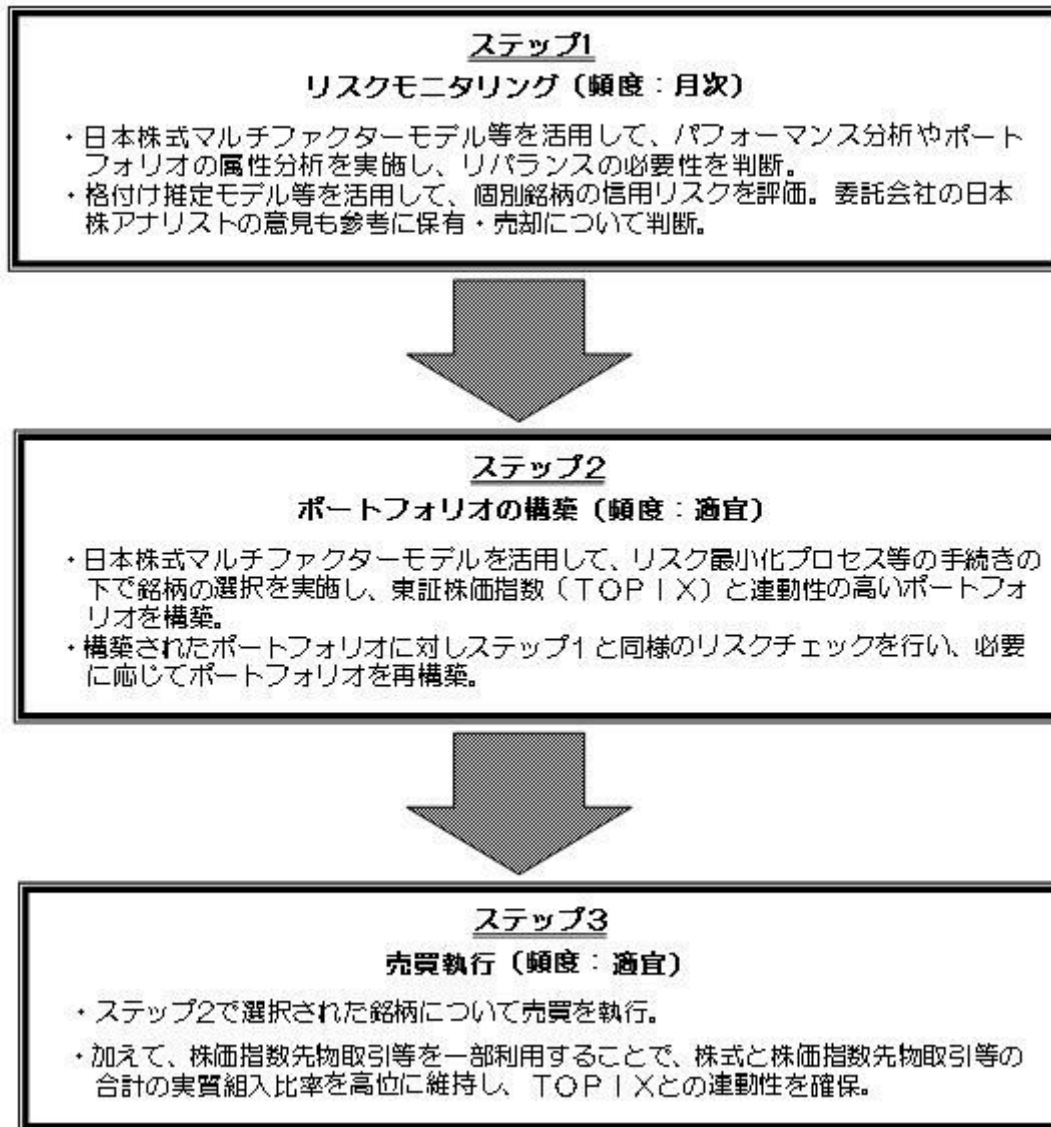 ステップ1
リスクモニタリング（頻度：月次）
・日本株式マルチファクターモデル等を活用して、パフォーマンス分析やポート
フォリオの属性分析を実施し、リバランスの必要性を判断。
・格付け推定モデル等を活用して、個別銘柄の信用リスクを評価。委託会社の日本
株アナリストの意見も参考に保有・売却について判断。
ステップ2
ポートフォリオの構築（頻度：適宜）
・日本株式マルチファクターモデルを活用して、リスク最小化プロセス等の手続きの
下で銘柄の選択を実施し、東証株価指数（ＴＯＰＩＸ）と連動性の高いポートフォ
リオを構築。
・構築されたポートフォリオに対しステップ1と同様のリスクチェックを行い、必要
に応じてポートフォリオを再構築。
ステップ3
売買執行（頻度：適宜）
・ステップ2で選択された銘柄について売買を執行。
・加えて、株価指数先物取引等を一部利用することで、株式と株価指数先物取引等の
合計の実質組入比率を高位に維持し、ＴＯＰＩＸとの連動性を確保。